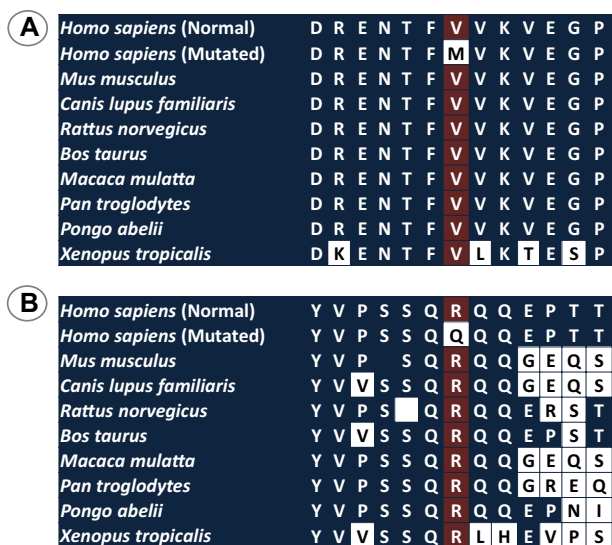 A
Homo sapiens (Normal) D R E N T F V V K V E G P
Homo sapiens (Mutated) D R E N T F M V K V E G P
Mus musculus D R E N T F V V K V E G P
Canis lupus familiaris D R E N T F V V K V E G P
Rattus norvegicus D R E N T F V V K V E G P
Bos taurus D R E N T F V V K V E G P
Macaca mulatta D R E N T F V V K V E G P
Pan troglodytes D R E N T F V V K V E G P
Pongo abelii D R E N T F V V K V E G P
Xenopus tropicalis D K E N T F V L K T E S P
B
Homo sapiens (Normal) Y V P S S Q R Q Q E P T T
Homo sapiens (Mutated) Y V P S S Q Q Q Q E P T T
Mus musculus Y V P S Q R Q Q G E Q S
Canis lupus familiaris Y V V S S Q R Q Q G E Q S
Rattus norvegicus Y V P S Q R Q Q E R S T
Bos taurus Y V V S S Q R Q Q E P S T
Macaca mulatta Y V P S S Q R Q Q G E Q S
Pan troglodytes Y V P S S Q R Q Q G R E Q
Pongo abelii Y V P S S Q R Q Q E P N I
Xenopus tropicalis Y V V S S Q R L H E V P S